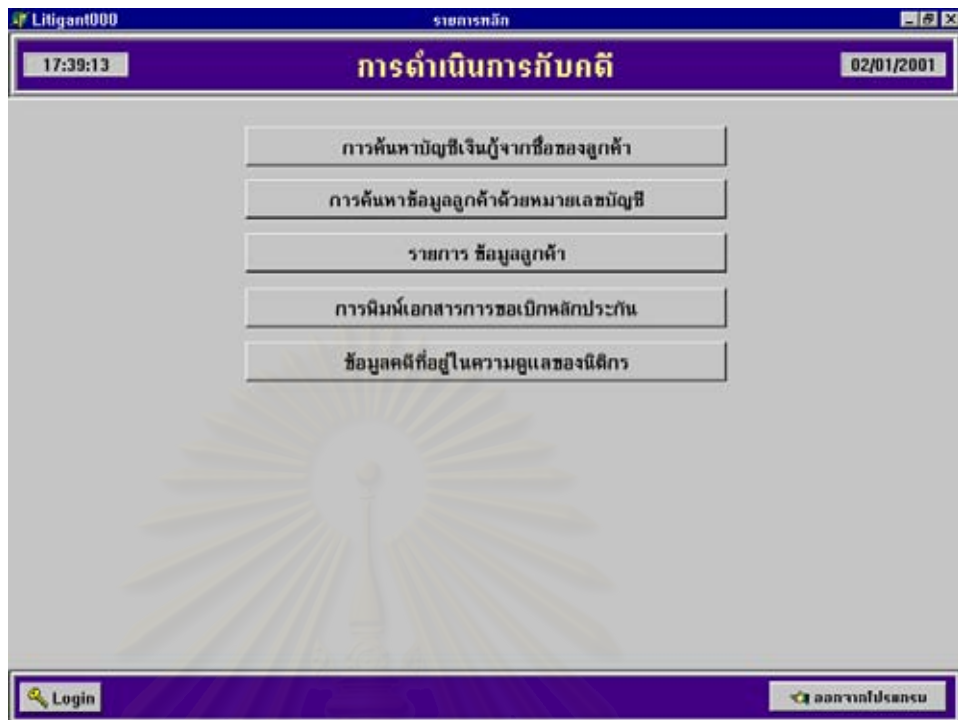 Litigant000 รายการหลัก
17:39:13 การดำเนินการกับคดี 02/01/2001
การค้นหาบัญชีเงินกู้จากชื่อของลูกค้า
การค้นหาข้อมูลลูกค้าด้วยหมายเลขบัญชี
รายการ ข้อมูลลูกค้า
การพิมพ์เอกสารการขอเบิกหลักประกัน
ข้อมูลคดีที่อยู่ในความดูแลของนิติกร
Login ออกจากโปรแกรม